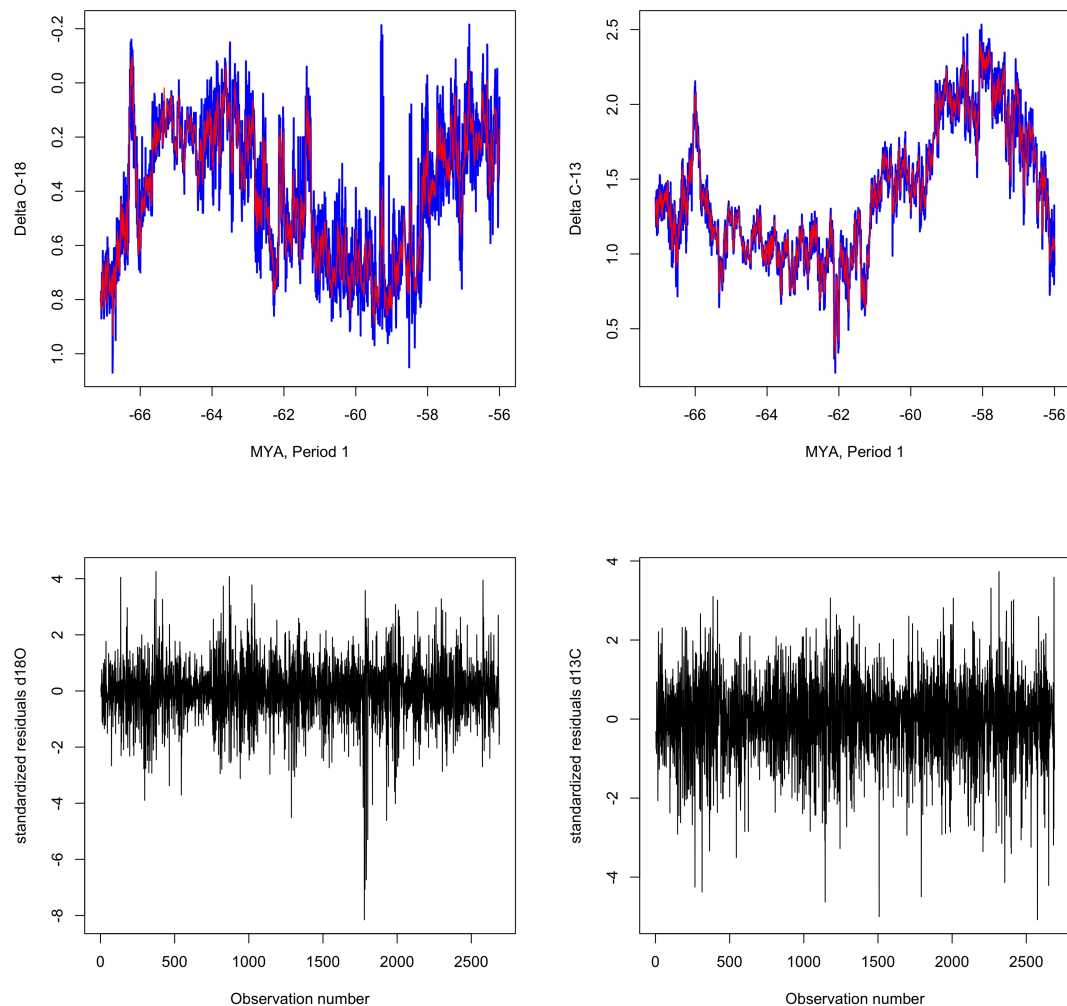 -0.2
0.0
0.2
0.4
0.6
0.8
1.0
Delta O-18
-66 -64 -62 -60 -58 -56
MYA, Period 1
2.5
2.0
1.5
1.0
0.5
Delta C-13
-66 -64 -62 -60 -58 -56
MYA, Period 1
4
2
0
-2
-4
-6
-8
standardized residuals d18O
0 500 1000 1500 2000 2500
Observation number
4
2
0
-2
-4
standardized residuals d13C
0 500 1000 1500 2000 2500
Observation number